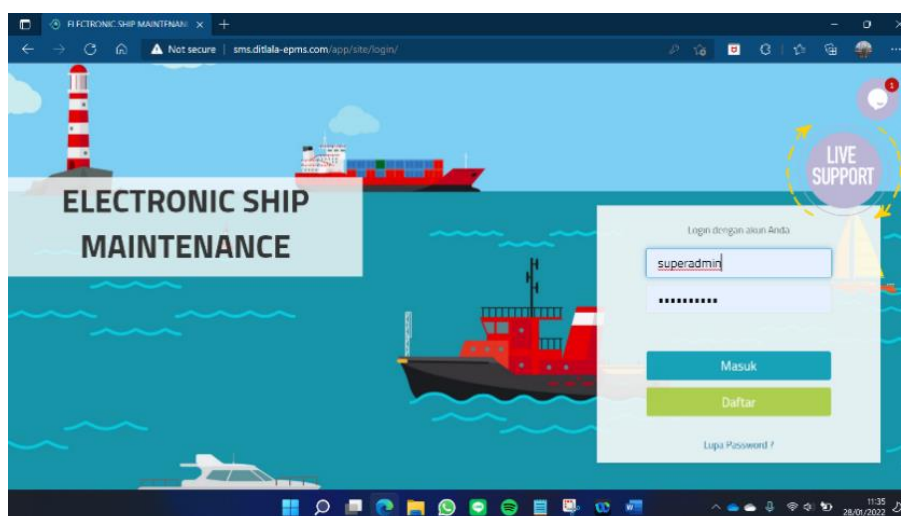 ELECTRONIC SHIP MAINTENAN
Not secure | sms.ditlala-epms.com/app/site/login/
1
LIVE
SUPPORT
ELECTRONIC SHIP
MAINTENANCE
Login dengan akun Anda
superadmin
Masuk
Daftar
Lupa Password ?
11:35
28/01/2022